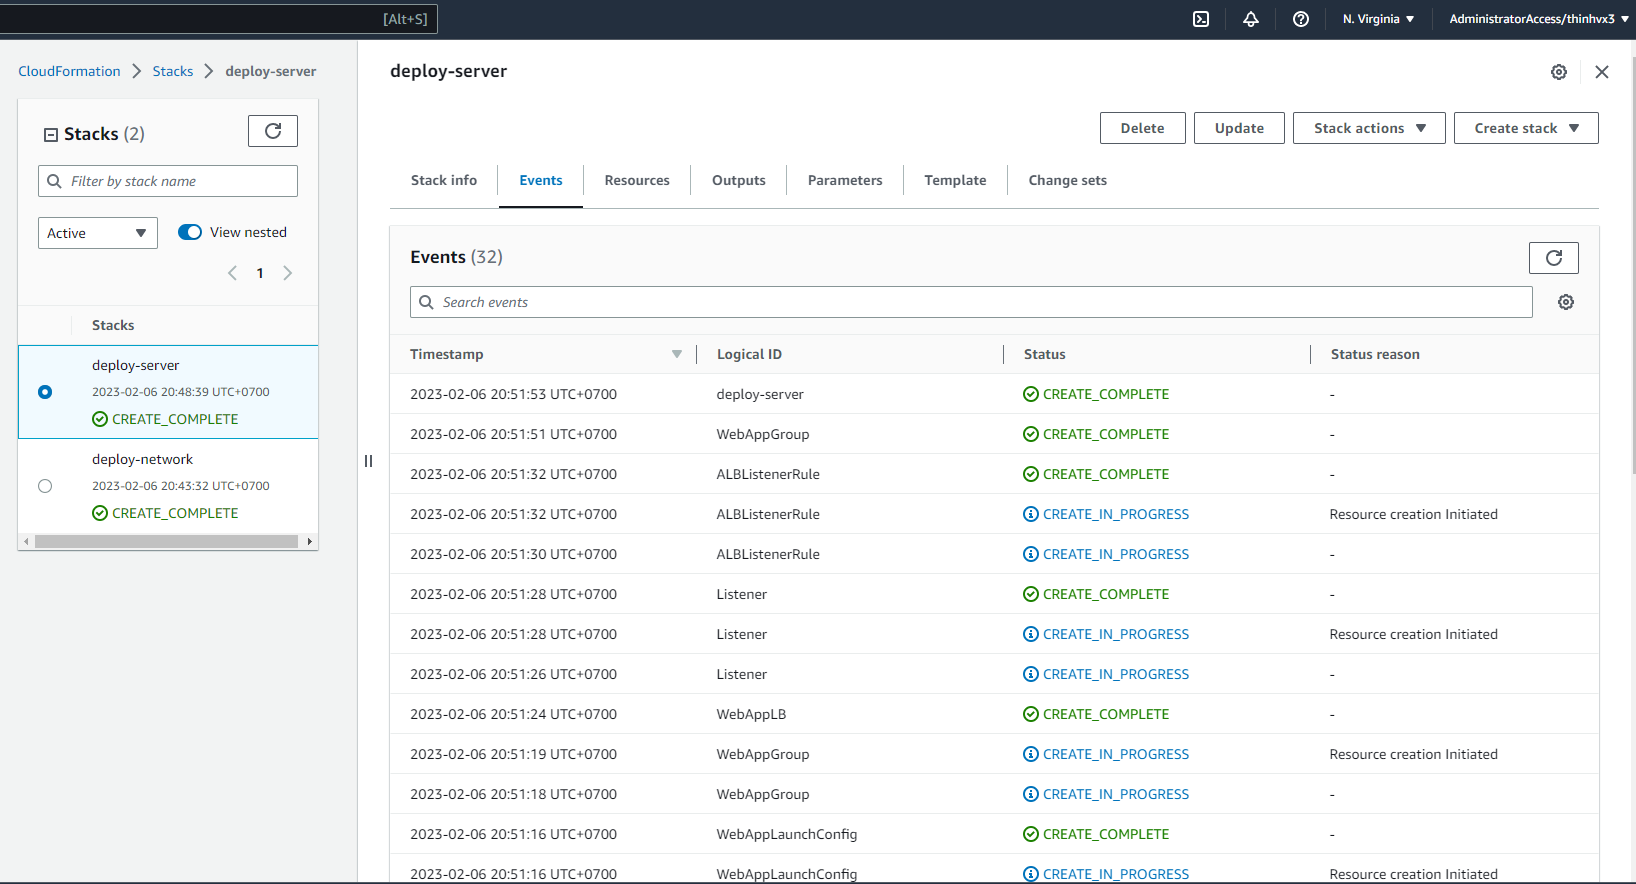 [Alt+S] N. Virginia AdministratorAccess/thinhvx3
CloudFormation Stacks deploy-server
Stacks (2)
Filter by stack name
Active View nested
1
Stacks
deploy-server
2023-02-06 20:48:39 UTC+0700
CREATE_COMPLETE
deploy-network
2023-02-06 20:43:32 UTC+0700
CREATE_COMPLETE
deploy-server
Delete Update Stack actions Create stack
Stack info Events Resources Outputs Parameters Template Change sets
Events (32)
Search events
Timestamp Logical ID Status Status reason
2023-02-06 20:51:53 UTC+0700 deploy-server CREATE_COMPLETE -
2023-02-06 20:51:51 UTC+0700 WebAppGroup CREATE_COMPLETE -
2023-02-06 20:51:32 UTC+0700 ALBListenerRule CREATE_COMPLETE -
2023-02-06 20:51:32 UTC+0700 ALBListenerRule CREATE_IN_PROGRESS Resource creation Initiated
2023-02-06 20:51:30 UTC+0700 ALBListenerRule CREATE_IN_PROGRESS -
2023-02-06 20:51:28 UTC+0700 Listener CREATE_COMPLETE -
2023-02-06 20:51:28 UTC+0700 Listener CREATE_IN_PROGRESS Resource creation Initiated
2023-02-06 20:51:26 UTC+0700 Listener CREATE_IN_PROGRESS -
2023-02-06 20:51:24 UTC+0700 WebAppLB CREATE_COMPLETE -
2023-02-06 20:51:19 UTC+0700 WebAppGroup CREATE_IN_PROGRESS Resource creation Initiated
2023-02-06 20:51:18 UTC+0700 WebAppGroup CREATE_IN_PROGRESS -
2023-02-06 20:51:16 UTC+0700 WebAppLaunchConfig CREATE_COMPLETE -
2023-02-06 20:51:16 UTC+0700 WebAppLaunchConfig CREATE_IN_PROGRESS Resource creation Initiated